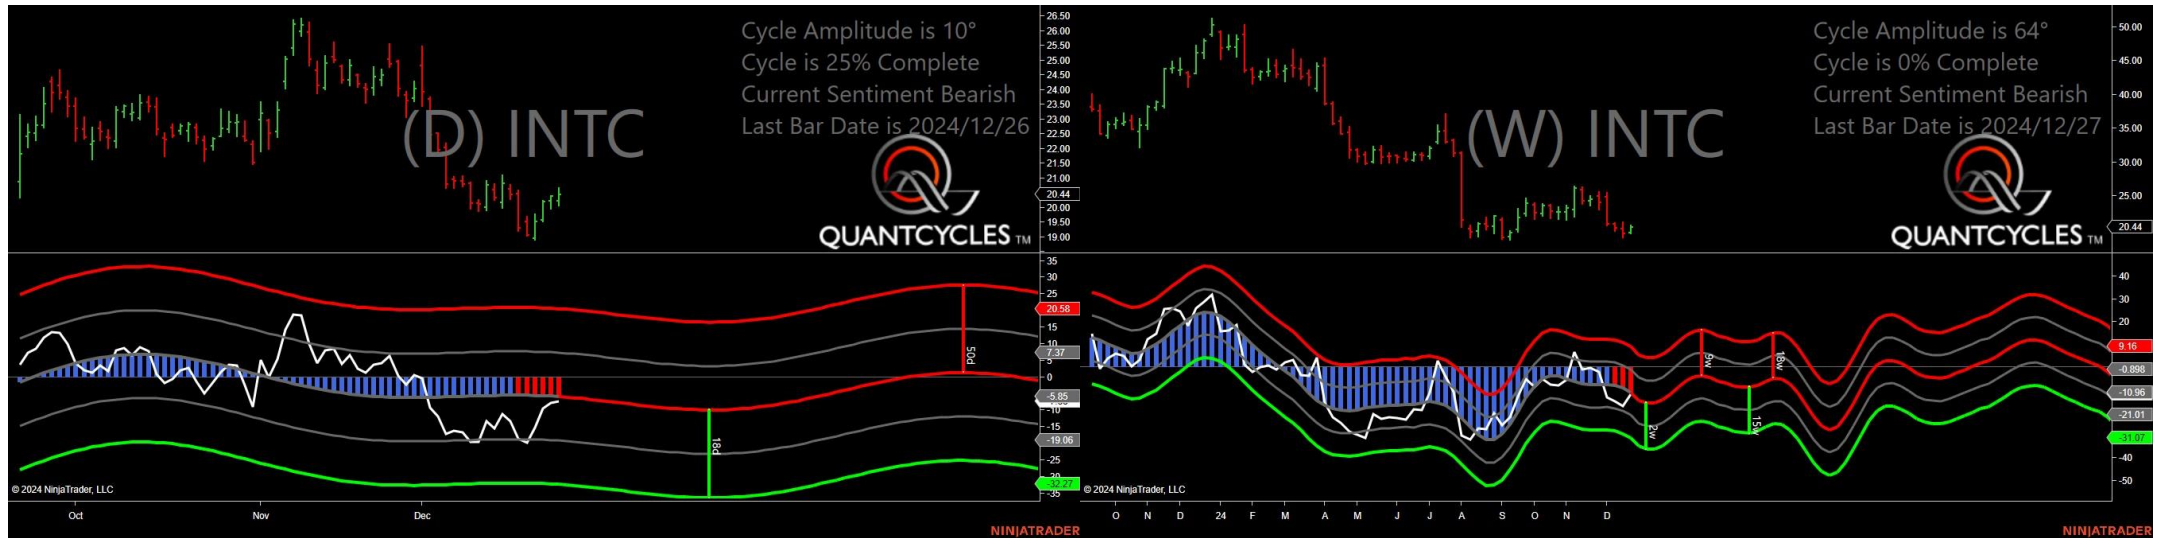 Cycle Amplitude is 10°
Cycle is 25% Complete
Current Sentiment Bearish
Last Bar Date is 2024/12/26
(D) INTC
QUANTCYCLES TM
26.50
26.00
25.50
25.00
24.50
24.00
23.50
23.00
22.50
22.00
21.50
21.00
20.44
20.00
19.50
19.00
35
30
25
20.58
15
10
7.37
5
0
-5.85
-10
-15
-19.06
-25
-32.27
-35
50d
18d
© 2024 NinjaTrader, LLC
Oct
Nov
Dec
NINJATRADER
Cycle Amplitude is 64°
Cycle is 0% Complete
Current Sentiment Bearish
Last Bar Date is 2024/12/27
(W) INTC
QUANTCYCLES TM
50.00
45.00
40.00
35.00
30.00
25.00
20.44
40
30
20
9.16
-0.898
-10.96
-21.01
-31.07
-40
-50
9w
18w
2w
15w
© 2024 NinjaTrader, LLC
O N D 24 F M A M J J A S O N D
NINJATRADER